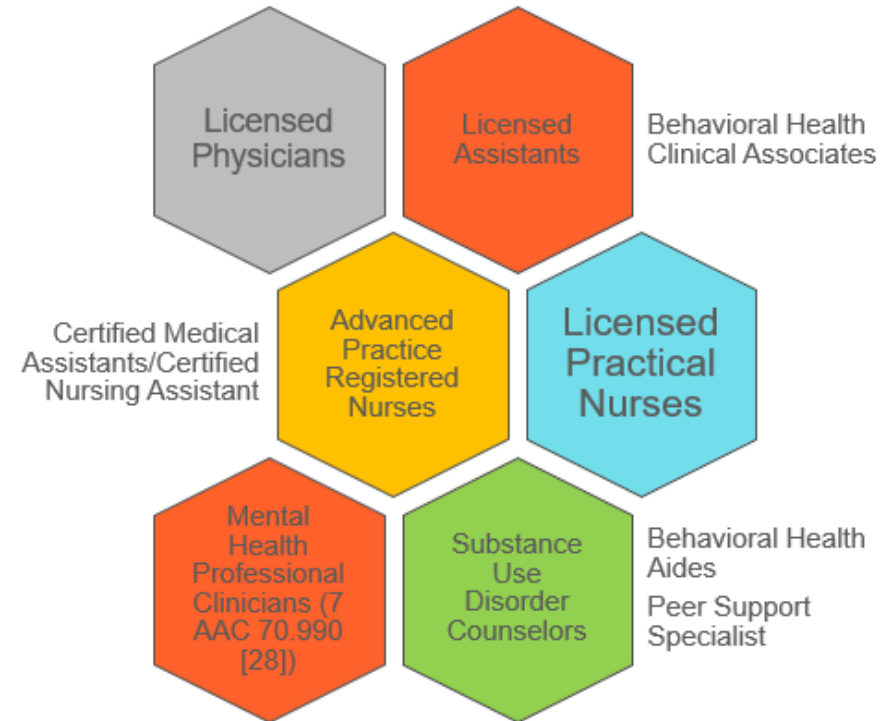 Licensed
Physicians
Licensed
Assistants
Behavioral Health
Clinical Associates
Certified Medical
Assistants/Certified
Nursing Assistant
Advanced
Practice
Registered
Nurses
Licensed
Practical
Nurses
Mental
Health
Professional
Clinicians (7
AAC 70.990
[28])
Substance
Use
Disorder
Counselors
Behavioral Health
Aides
Peer Support
Specialist